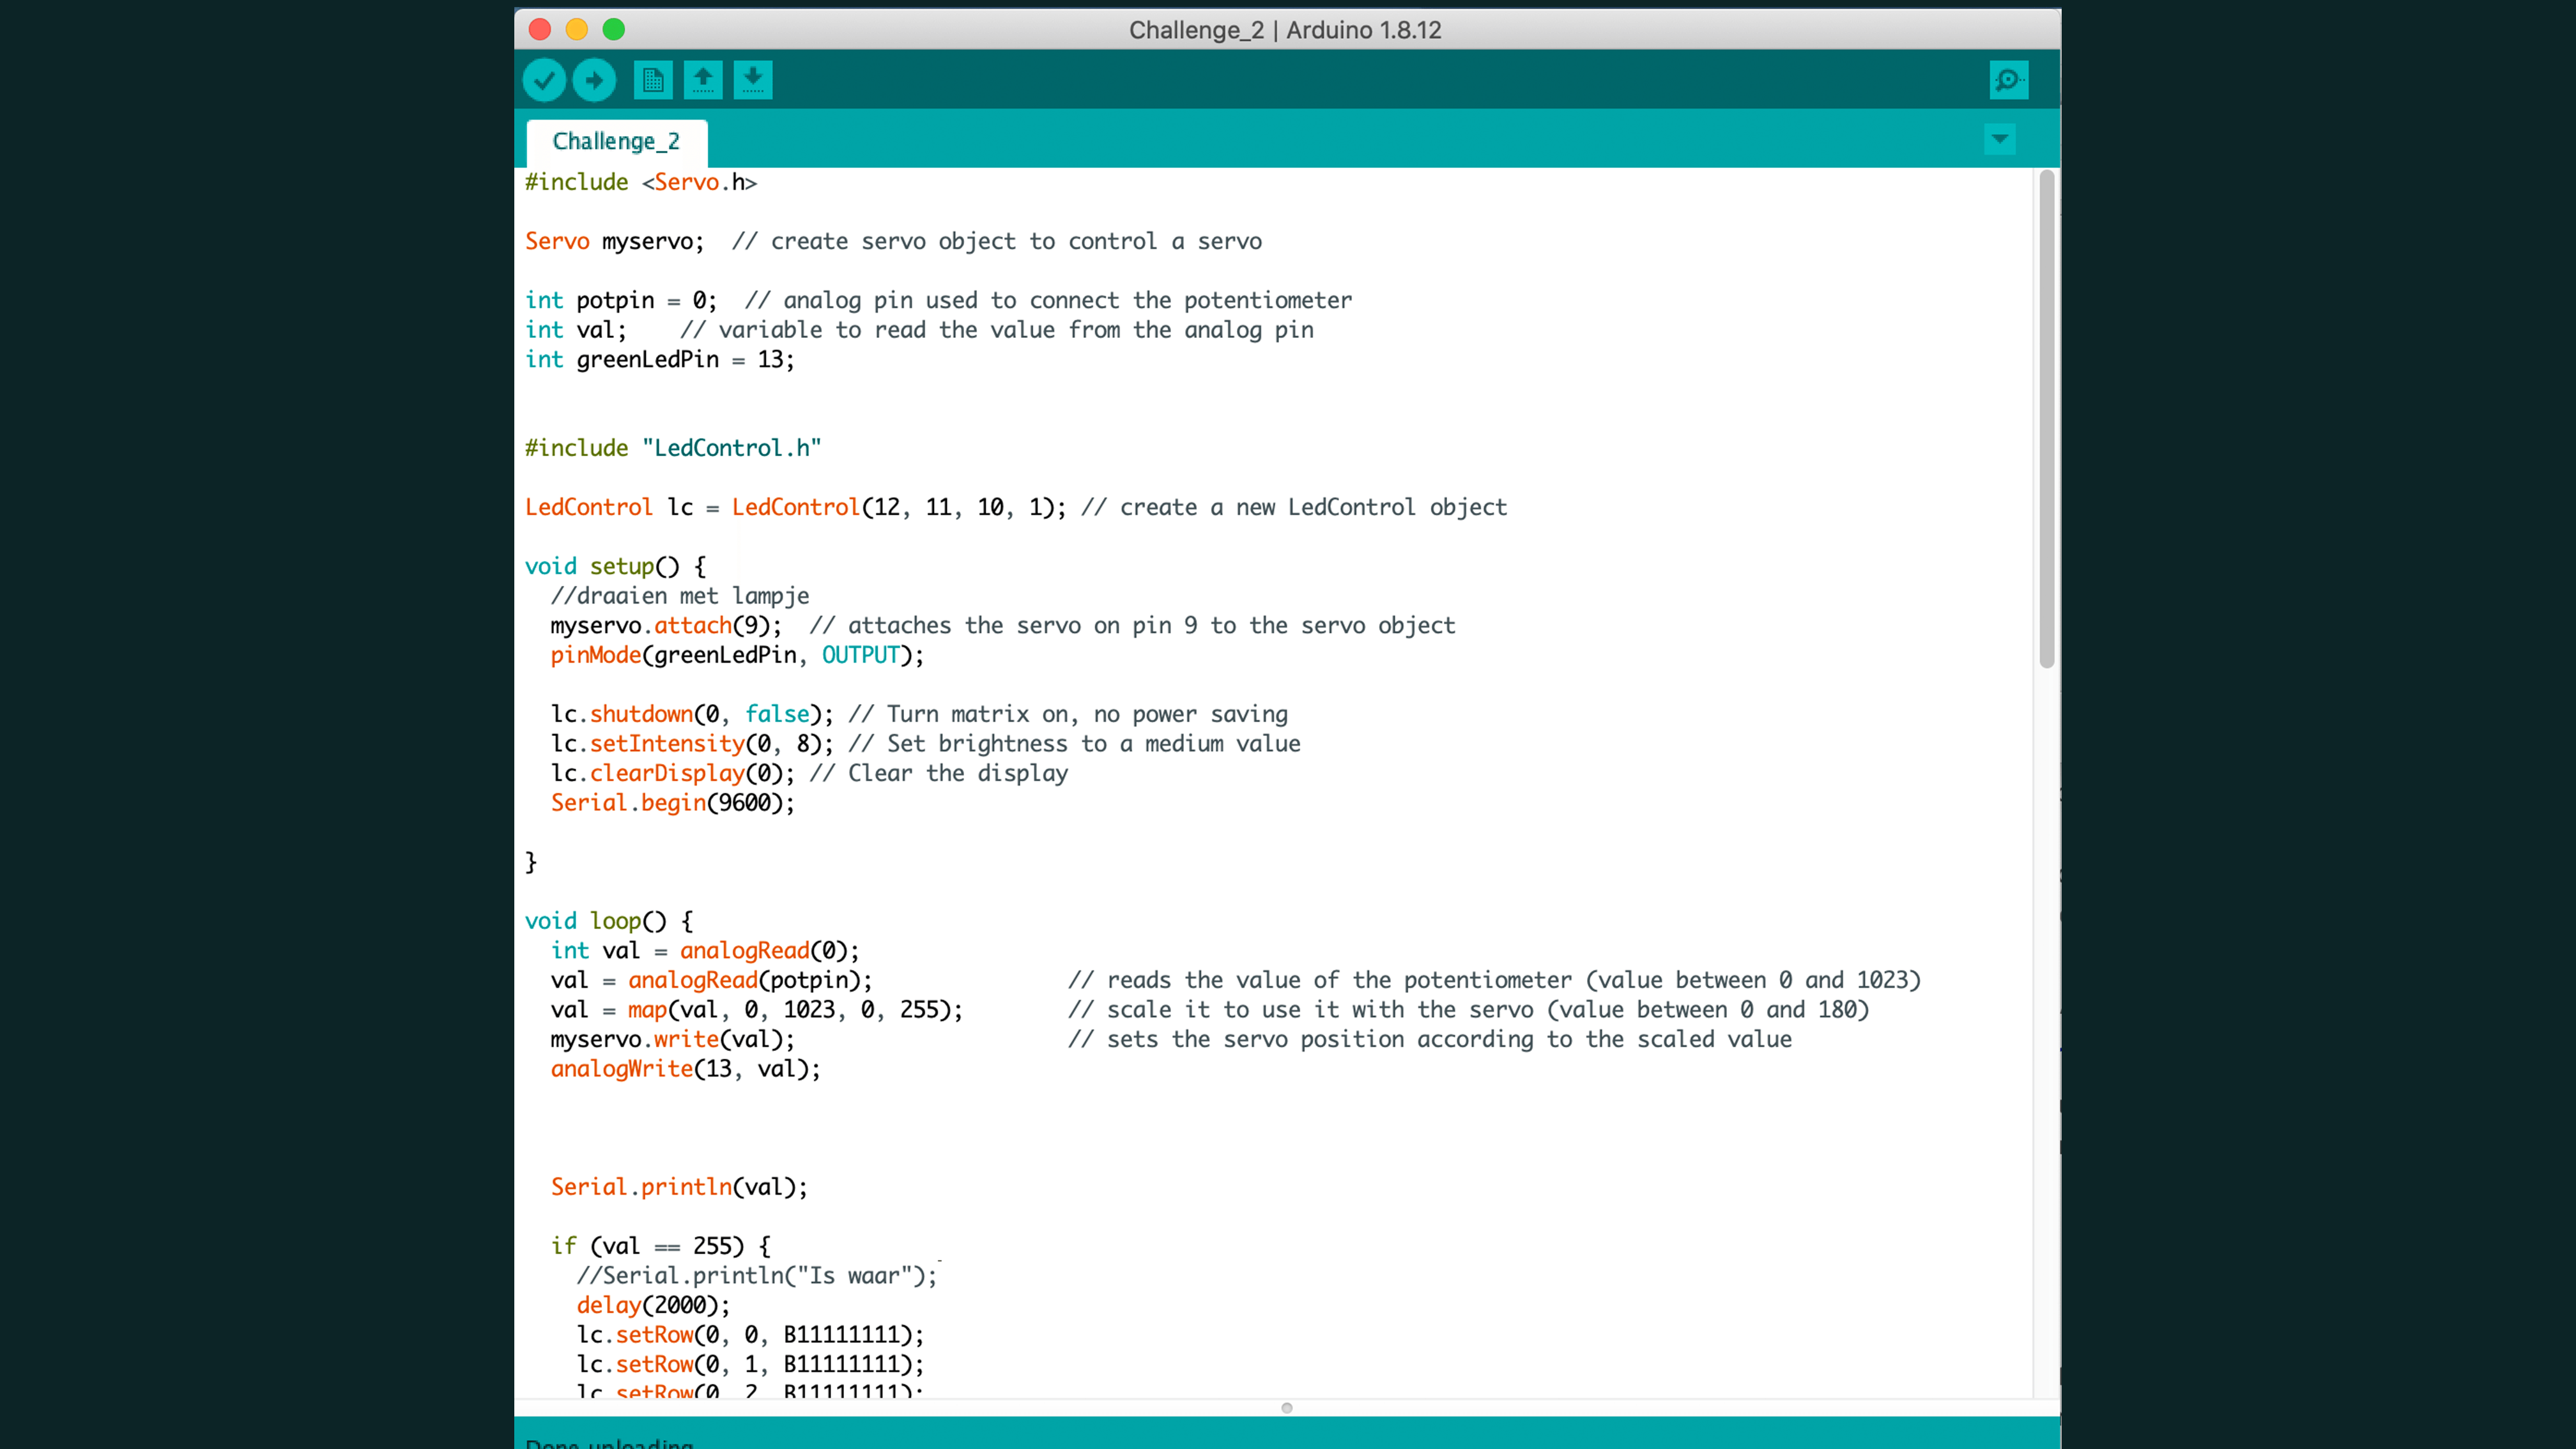 Challenge_2 | Arduino 1.8.12
Challenge_2
#include <Servo.h>
Servo myservo;  // create servo object to control a servo
int potpin = 0;  // analog pin used to connect the potentiometer
int val;    // variable to read the value from the analog pin
int greenLedPin = 13;
#include "LedControl.h"
LedControl lc = LedControl(12, 11, 10, 1); // create a new LedControl object
void setup() {
  //draaien met lampje
  myservo.attach(9);  // attaches the servo on pin 9 to the servo object
  pinMode(greenLedPin, OUTPUT);
  lc.shutdown(0, false); // Turn matrix on, no power saving
  lc.setIntensity(0, 8); // Set brightness to a medium value
  lc.clearDisplay(0); // Clear the display
  Serial.begin(9600);
}
void loop() {
  int val = analogRead(0);
  val = analogRead(potpin);               // reads the value of the potentiometer (value between 0 and 1023)
  val = map(val, 0, 1023, 0, 255);        // scale it to use it with the servo (value between 0 and 180)
  myservo.write(val);                     // sets the servo position according to the scaled value
  analogWrite(13, val);
  Serial.println(val);
  if (val == 255) {
    //Serial.println("Is waar");
    delay(2000);
    lc.setRow(0, 0, B11111111);
    lc.setRow(0, 1, B11111111);
    lc.setRow(0, 2, B11111111);
Done uploading